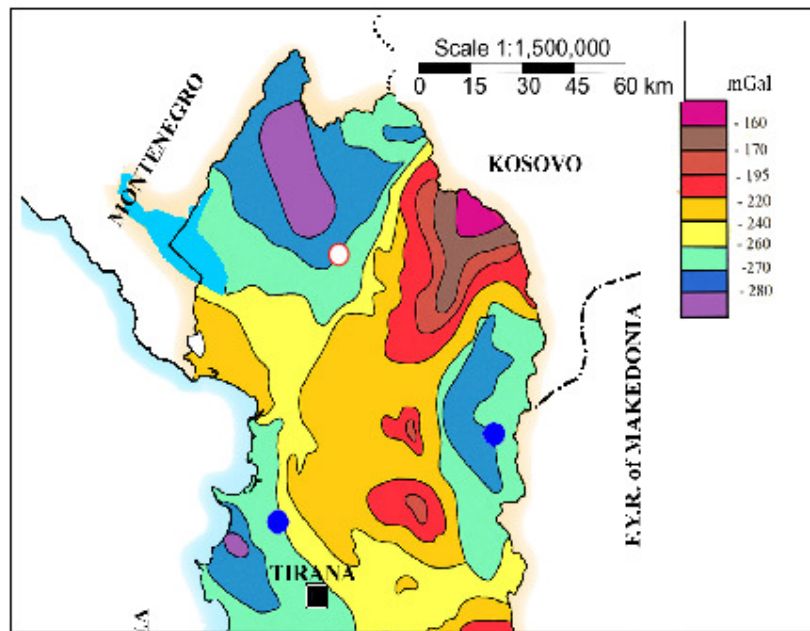 Scale 1:1,500,000
0 15 30 45 60 km
mGal
- 160
- 170
- 195
- 220
- 240
- 260
- 270
- 280
MONTENEGRO
KOSOVO
F.Y.R. of MAKEDONIA
TIRANA